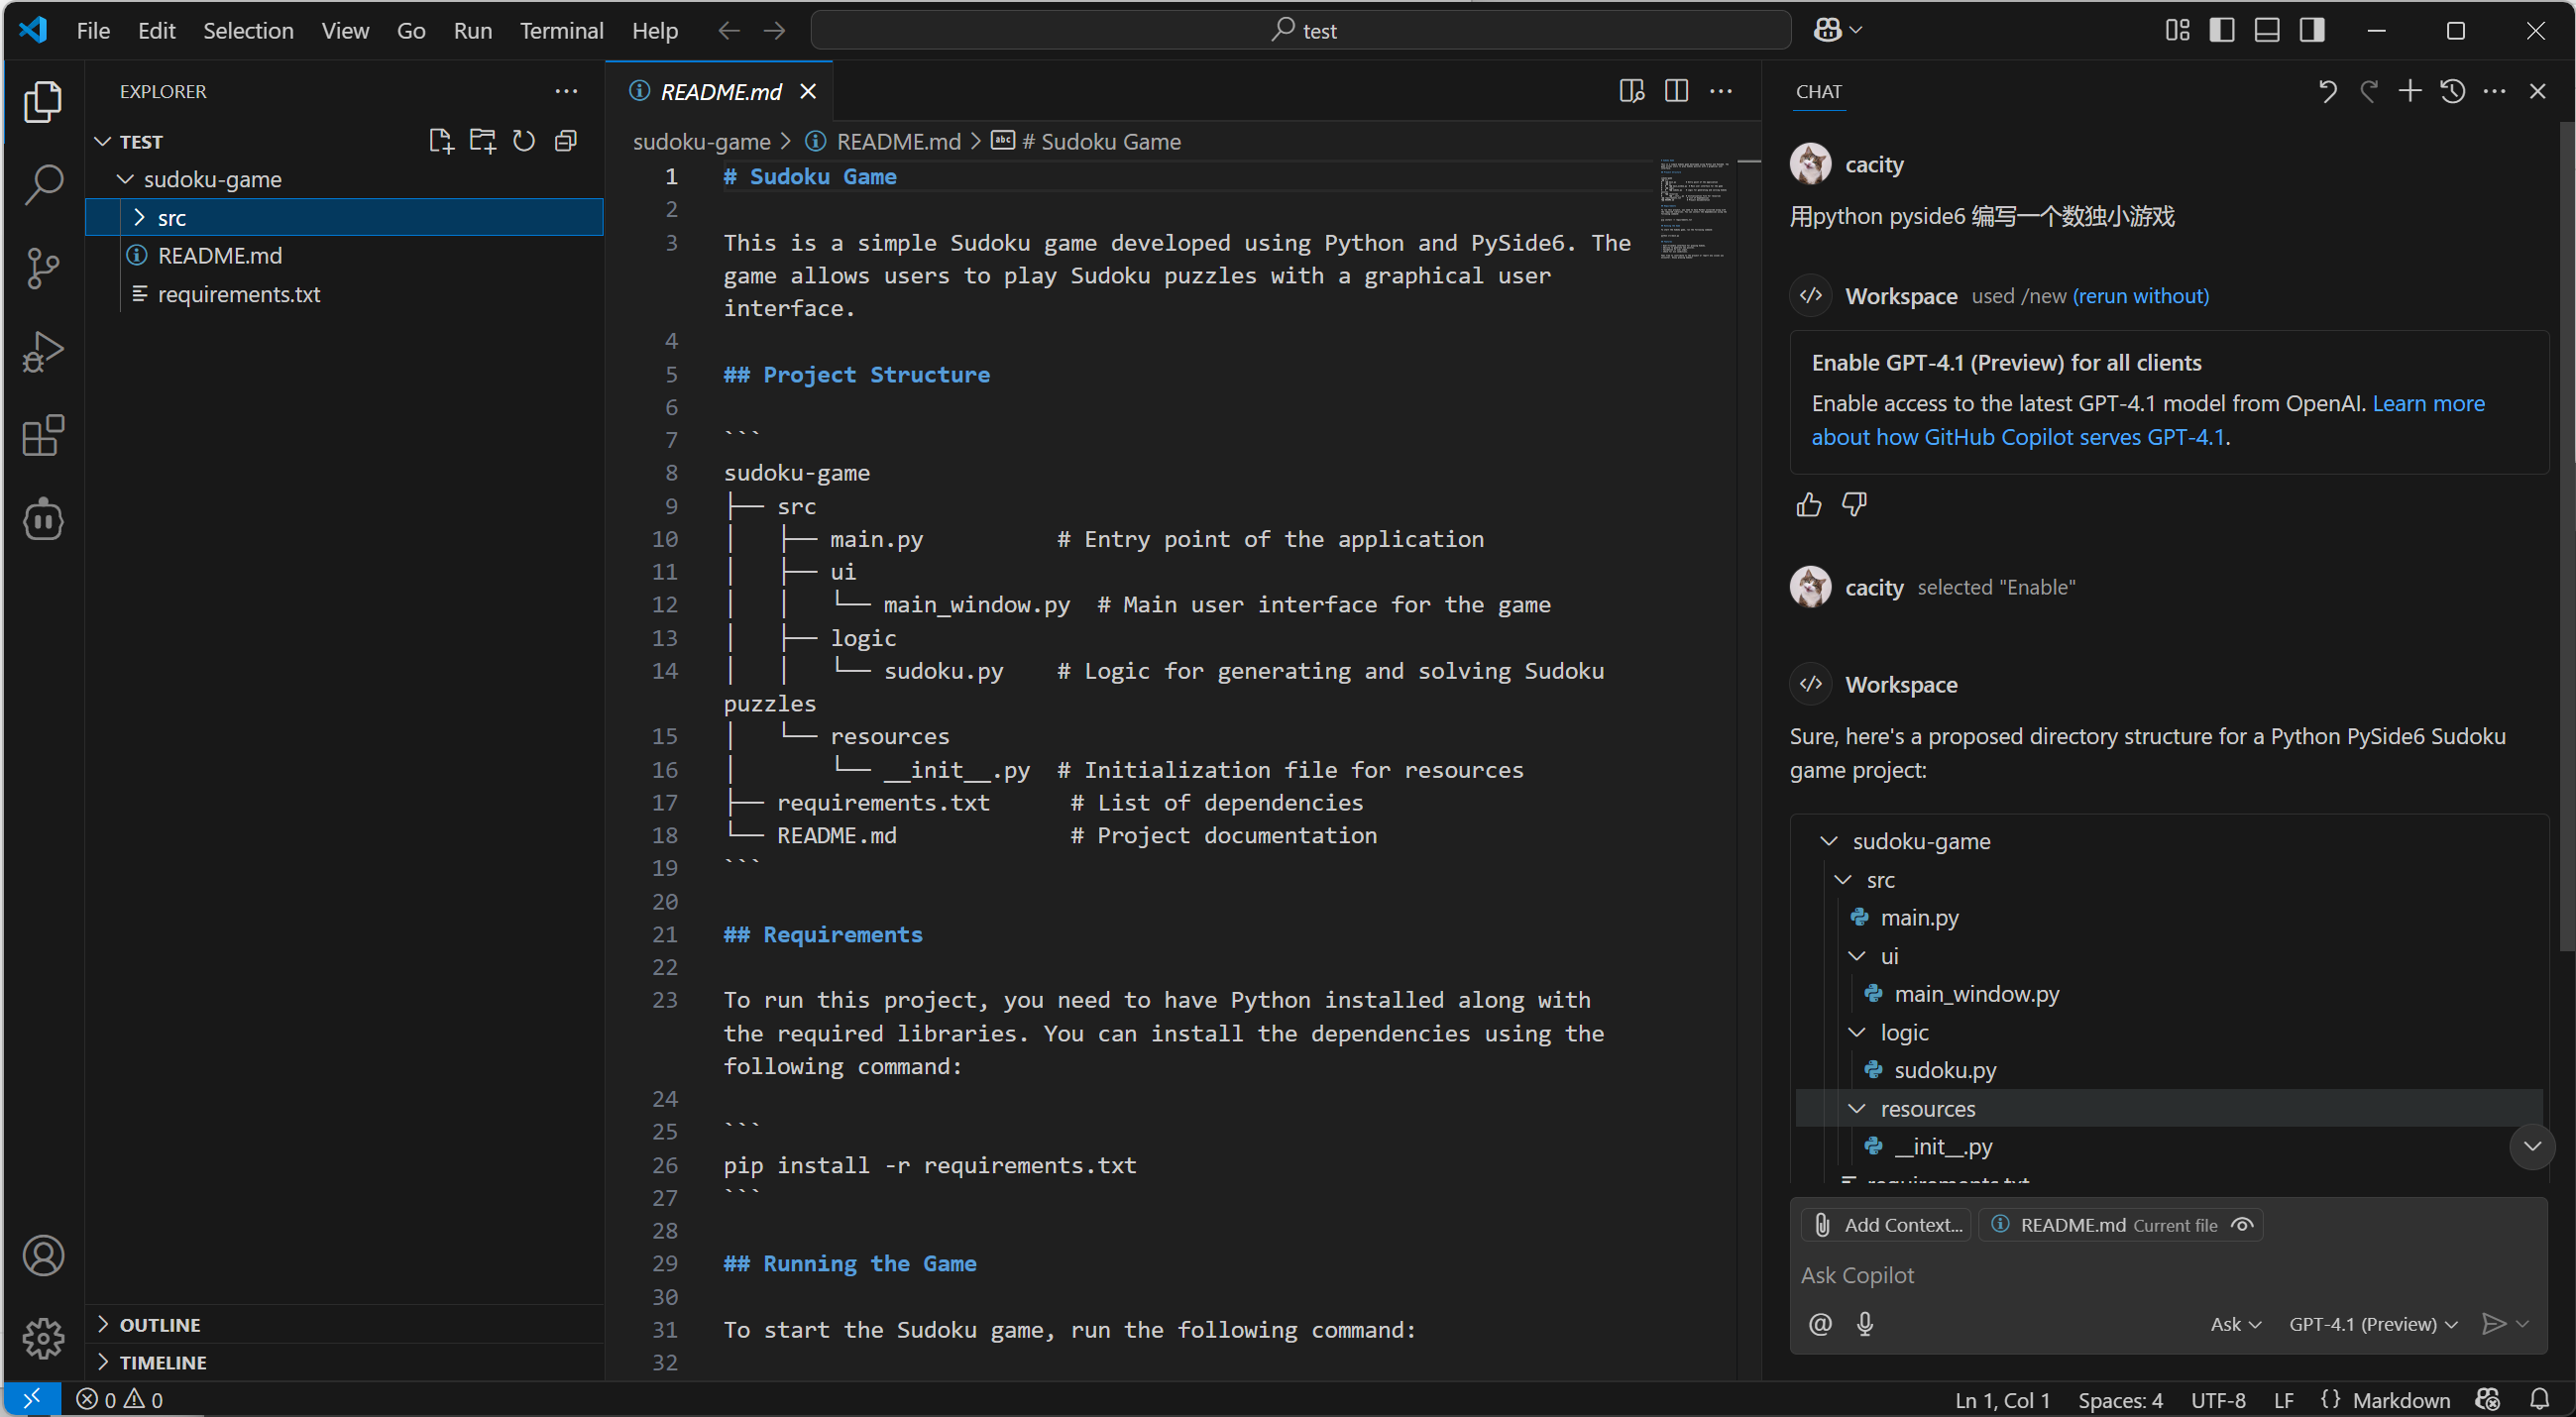 File Edit Selection View Go Run Terminal Help
test
EXPLORER
TEST
sudoku-game
src
README.md
requirements.txt
OUTLINE
TIMELINE
README.md
sudoku-game > README.md > # Sudoku Game
1 # Sudoku Game
2
3 This is a simple Sudoku game developed using Python and PySide6. The
game allows users to play Sudoku puzzles with a graphical user
interface.
4
5 ## Project Structure
6
7 ```
8 sudoku-game
9 ├── src
10 │   ├── main.py          # Entry point of the application
11 │   ├── ui
12 │   │   └── main_window.py  # Main user interface for the game
13 │   ├── logic
14 │   │   └── sudoku.py    # Logic for generating and solving Sudoku
puzzles
15 │   └── resources
16 │       └── __init__.py  # Initialization file for resources
17 ├── requirements.txt      # List of dependencies
18 └── README.md             # Project documentation
19 ```
20
21 ## Requirements
22
23 To run this project, you need to have Python installed along with
the required libraries. You can install the dependencies using the
following command:
24
25 ```
26 pip install -r requirements.txt
27 ```
28
29 ## Running the Game
30
31 To start the Sudoku game, run the following command:
32
CHAT
cacity
用python pyside6 编写一个数独小游戏
Workspace used /new (rerun without)
Enable GPT-4.1 (Preview) for all clients
Enable access to the latest GPT-4.1 model from OpenAI. Learn more
about how GitHub Copilot serves GPT-4.1.
cacity selected "Enable"
Workspace
Sure, here's a proposed directory structure for a Python PySide6 Sudoku
game project:
sudoku-game
src
main.py
ui
main_window.py
logic
sudoku.py
resources
__init__.py
requirements.txt
Add Context... README.md Current file
Ask Copilot
@ Ask GPT-4.1 (Preview)
0 0
Ln 1, Col 1 Spaces: 4 UTF-8 LF {} Markdown